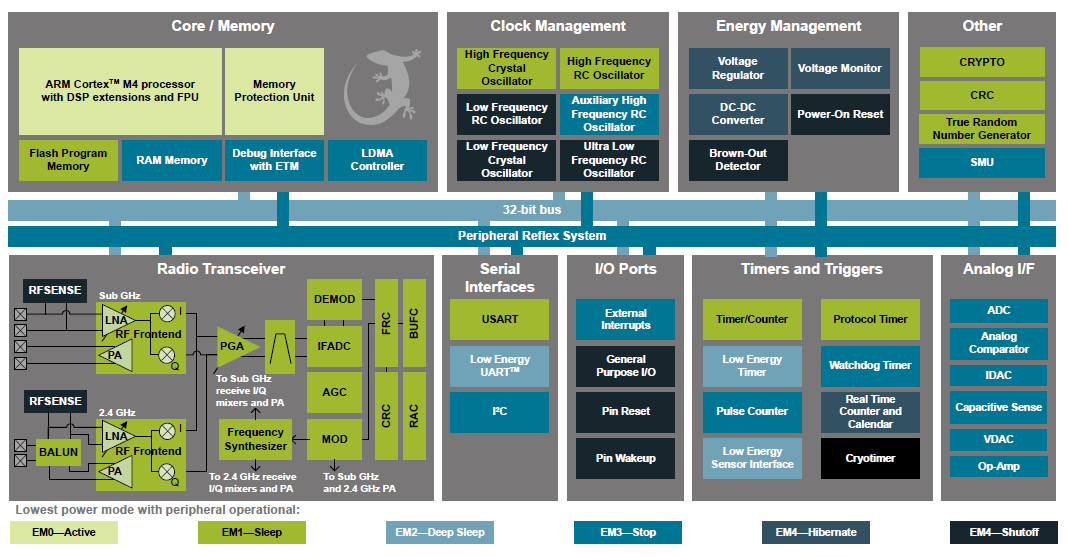 Core / Memory
ARM Cortex™ M4 processor
with DSP extensions and FPU
Memory
Protection Unit
Flash Program
Memory
RAM Memory
Debug Interface
with ETM
LDMA
Controller
Clock Management
High Frequency
Crystal
Oscillator
High Frequency
RC Oscillator
Low Frequency
RC Oscillator
Auxiliary High
Frequency RC
Oscillator
Low Frequency
Crystal
Oscillator
Ultra Low
Frequency RC
Oscillator
Energy Management
Voltage
Regulator
Voltage Monitor
DC-DC
Converter
Power-On Reset
Brown-Out
Detector
Other
CRYPTO
CRC
True Random
Number Generator
SMU
32-bit bus
Peripheral Reflex System
Radio Transceiver
RFSENSE
Sub GHz
LNA
I
RF Frontend
PA
Q
RFSENSE
2.4 GHz
LNA
I
BALUN
RF Frontend
PA
Q
PGA
To Sub GHz
receive I/Q
mixers and PA
Frequency
Synthesizer
To 2.4 GHz receive
I/Q mixers and PA
DEMOD
IFADC
AGC
MOD
To Sub GHz
and 2.4 GHz PA
FRC
BUFC
CRC
RAC
Serial
Interfaces
USART
Low Energy
UART™
I²C
I/O Ports
External
Interrupts
General
Purpose I/O
Pin Reset
Pin Wakeup
Timers and Triggers
Timer/Counter
Protocol Timer
Low Energy
Timer
Watchdog Timer
Pulse Counter
Real Time
Counter and
Calendar
Low Energy
Sensor Interface
Cryotimer
Analog I/F
ADC
Analog
Comparator
IDAC
Capacitive Sense
VDAC
Op-Amp
Lowest power mode with peripheral operational:
EM0—Active
EM1—Sleep
EM2—Deep Sleep
EM3—Stop
EM4—Hibernate
EM4—Shutoff